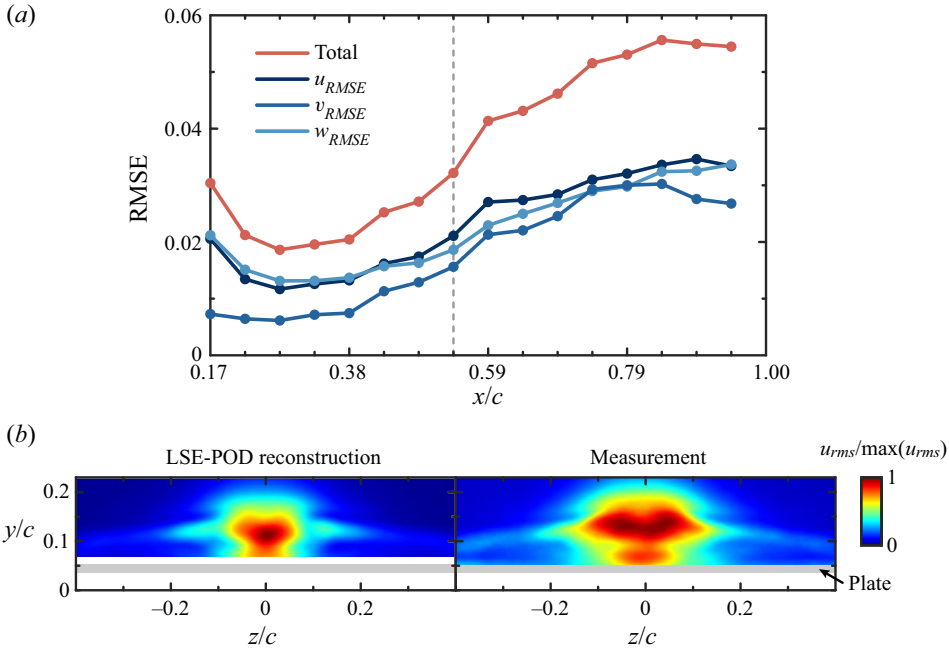 (a)
0.06
0.04
0.02
0
RMSE
Total
u_RMSE
v_RMSE
w_RMSE
0.17 0.38 0.59 0.79 1.00
x/c
(b)
LSE-POD reconstruction
Measurement
u_rms/max(u_rms)
0.2
0.1
0
y/c
1
0
Plate
–0.2 0 0.2
–0.2 0 0.2
z/c
z/c